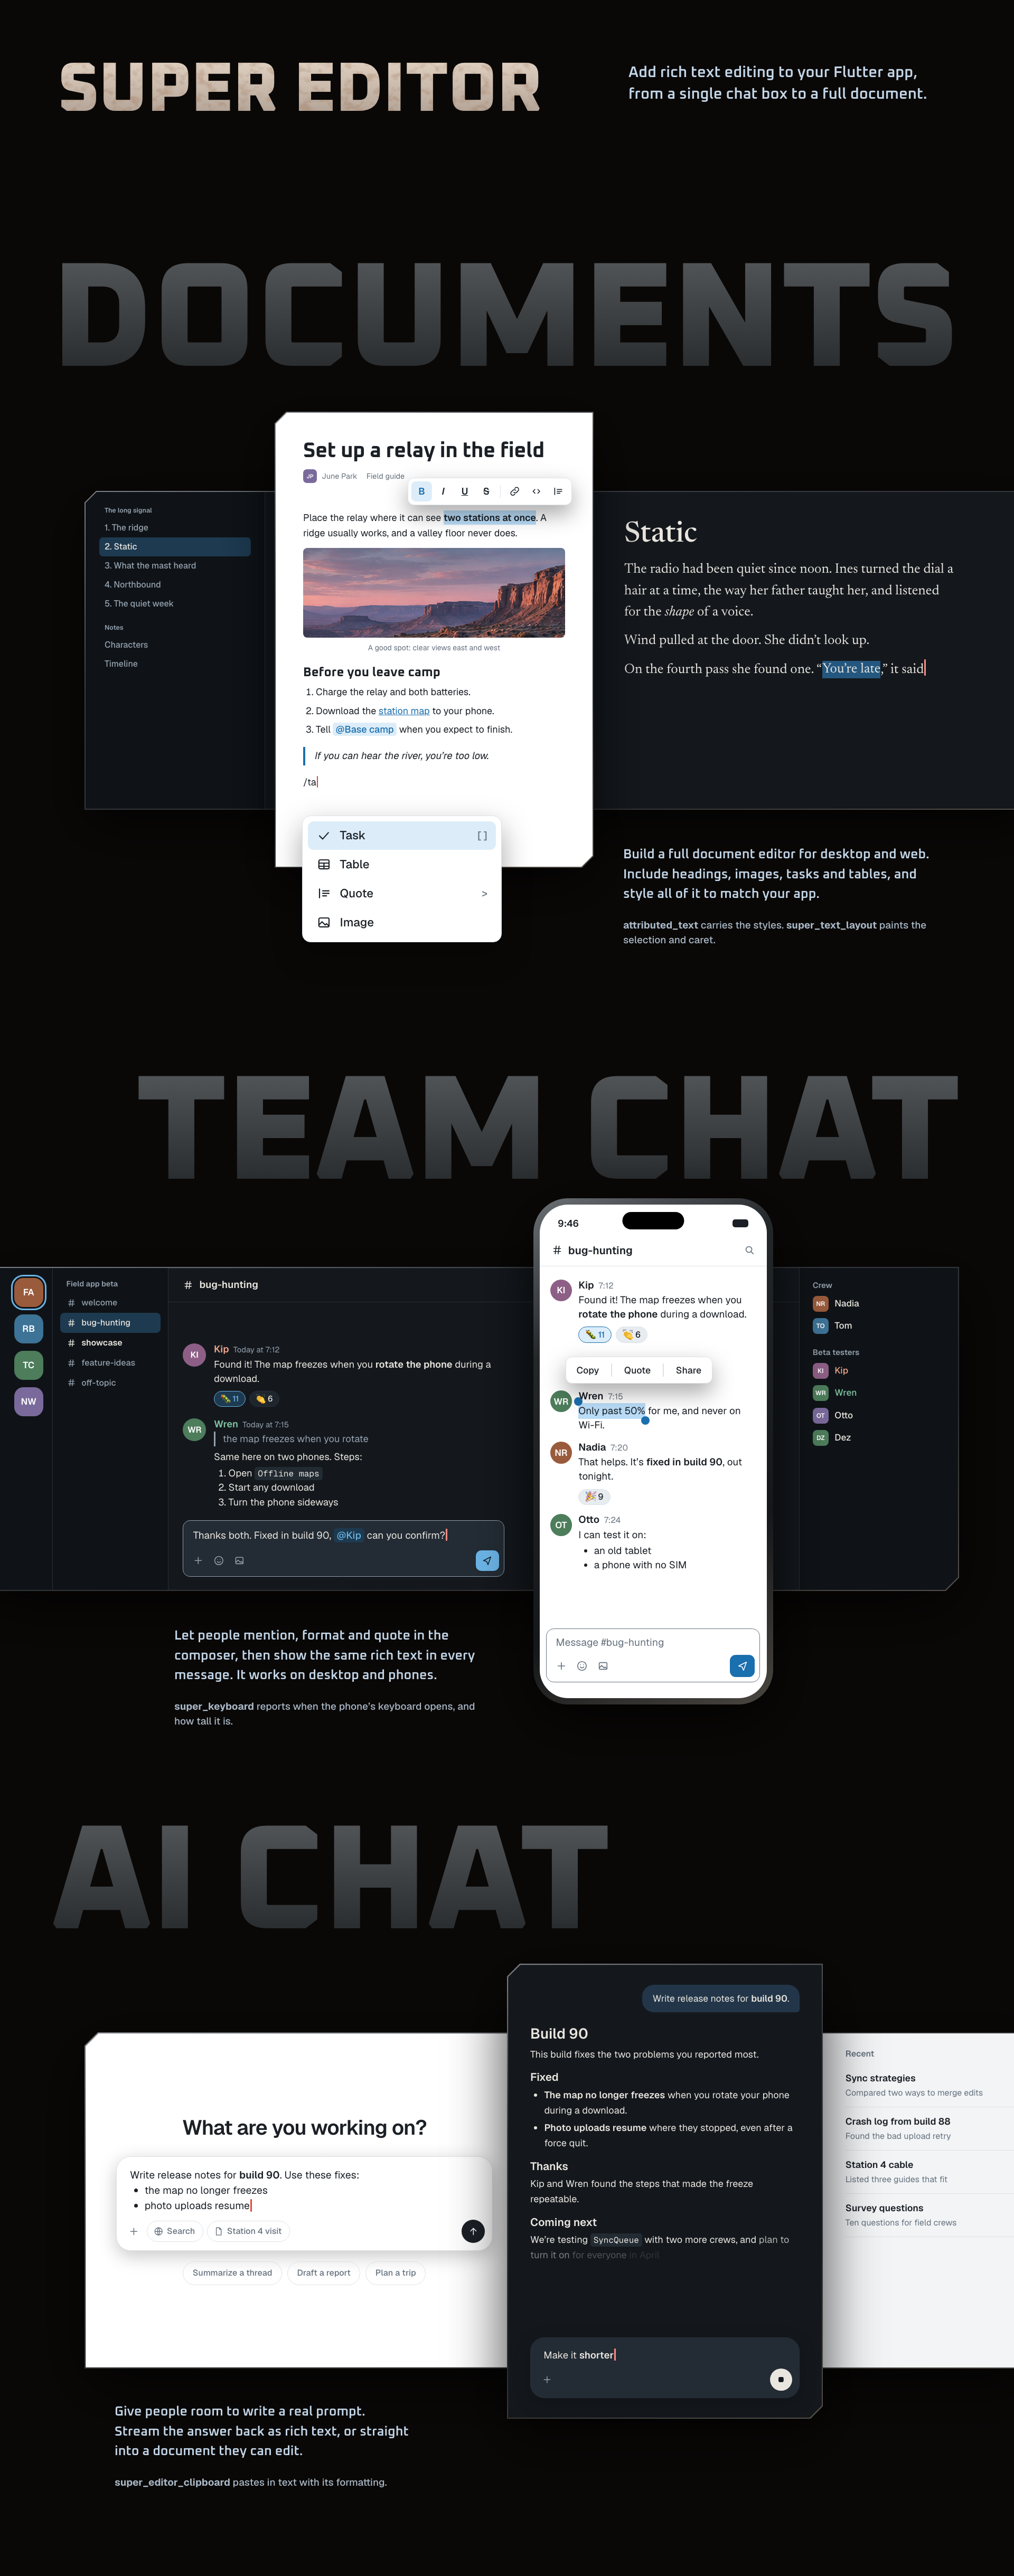 SUPER EDITOR
Add rich text editing to your Flutter app,
from a single chat box to a full document.
DOCUMENTS
Set up a relay in the field
JP June Park Field guide
B I U S
Place the relay where it can see two stations at once. A
ridge usually works, and a valley floor never does.
A good spot: clear views east and west
Before you leave camp
1. Charge the relay and both batteries.
2. Download the station map to your phone.
3. Tell @Base camp when you expect to finish.
If you can hear the river, you're too low.
/ta
Task [ ]
Table
Quote >
Image
The long signal
1. The ridge
2. Static
3. What the mast heard
4. Northbound
5. The quiet week
Notes
Characters
Timeline
Static
The radio had been quiet since noon. Ines turned the dial a
hair at a time, the way her father taught her, and listened
for the shape of a voice.
Wind pulled at the door. She didn’t look up.
On the fourth pass she found one. “You’re late,” it said
Build a full document editor for desktop and web.
Include headings, images, tasks and tables, and
style all of it to match your app.
attributed_text carries the styles. super_text_layout paints the
selection and caret.
TEAM CHAT
FA
RB
TC
NW
Field app beta
# welcome
# bug-hunting
# showcase
# feature-ideas
# off-topic
# bug-hunting
KI Kip Today at 7:12
Found it! The map freezes when you rotate the phone during a
download.
🐛 11 👏 6
WR Wren Today at 7:15
the map freezes when you rotate
Same here on two phones. Steps:
1. Open Offline maps
2. Start any download
3. Turn the phone sideways
Thanks both. Fixed in build 90, @Kip can you confirm?
9:46
# bug-hunting
KI Kip 7:12
Found it! The map freezes when you
rotate the phone during a download.
🐛 11 👏 6
Copy Quote Share
WR Wren 7:15
Only past 50% for me, and never on
Wi-Fi.
NR Nadia 7:20
That helps. It's fixed in build 90, out
tonight.
🎉 9
OT Otto 7:24
I can test it on:
• an old tablet
• a phone with no SIM
Message #bug-hunting
Crew
NR Nadia
TO Tom
Beta testers
KI Kip
WR Wren
OT Otto
DZ Dez
Let people mention, format and quote in the
composer, then show the same rich text in every
message. It works on desktop and phones.
super_keyboard reports when the phone's keyboard opens, and
how tall it is.
AI CHAT
What are you working on?
Write release notes for build 90. Use these fixes:
• the map no longer freezes
• photo uploads resume
Search Station 4 visit
Summarize a thread Draft a report Plan a trip
Write release notes for build 90.
Build 90
This build fixes the two problems you reported most.
Fixed
• The map no longer freezes when you rotate your phone
during a download.
• Photo uploads resume where they stopped, even after a
force quit.
Thanks
Kip and Wren found the steps that made the freeze
repeatable.
Coming next
We're testing SyncQueue with two more crews, and plan to
turn it on for everyone in April
Make it shorter
Recent
Sync strategies
Compared two ways to merge edits
Crash log from build 88
Found the bad upload retry
Station 4 cable
Listed three guides that fit
Survey questions
Ten questions for field crews
Give people room to write a real prompt.
Stream the answer back as rich text, or straight
into a document they can edit.
super_editor_clipboard pastes in text with its formatting.